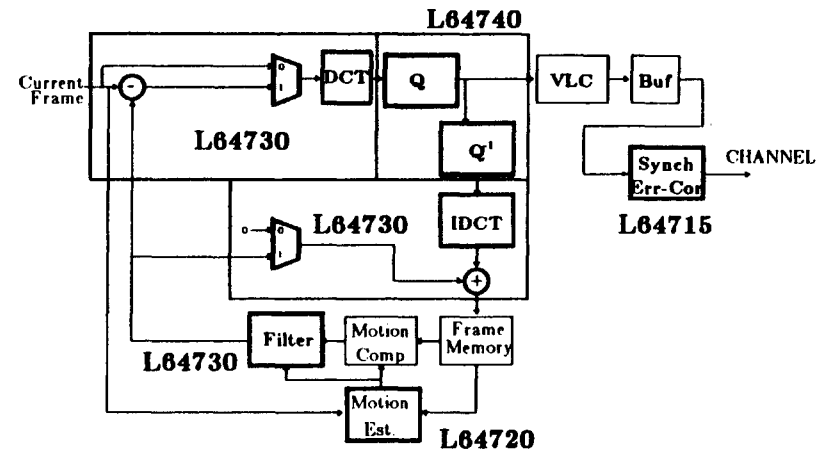 L64740
0
1
DCT
Q
VLC
Buf
Current
Frame
-
L64730
Q'
Synch
Err-Cor
CHANNEL
L64715
0
0
1
L64730
IDCT
+
Filter
Motion
Comp
Frame
Memory
L64730
Motion
Est.
L64720